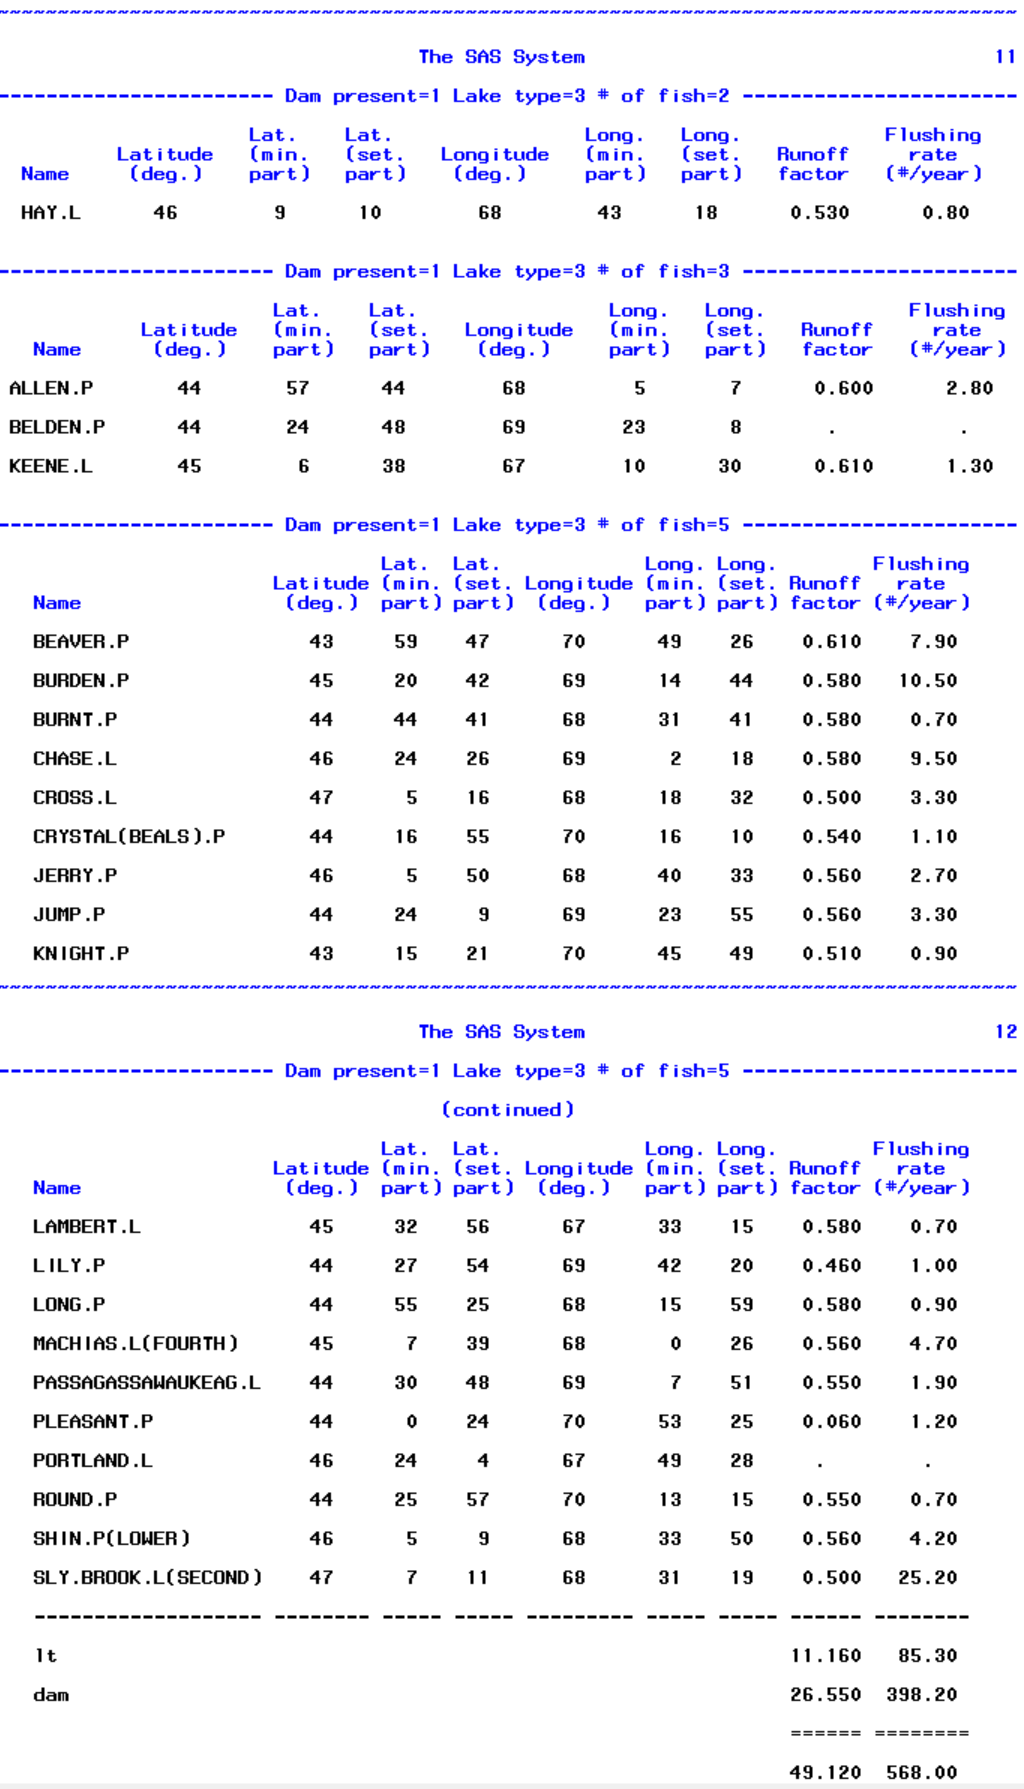 The SAS System 11
----------------------- Dam present=1 Lake type=3 # of fish=2 -----------------------
Lat. Lat. Long. Long. Flushing
Latitude (min. (set. Longitude (min. (set. Runoff rate
Name (deg.) part) part) (deg.) part) part) factor (#/year)
HAY.L 46 9 10 68 43 18 0.530 0.80
----------------------- Dam present=1 Lake type=3 # of fish=3 -----------------------
Lat. Lat. Long. Long. Flushing
Latitude (min. (set. Longitude (min. (set. Runoff rate
Name (deg.) part) part) (deg.) part) part) factor (#/year)
ALLEN.P 44 57 44 68 5 7 0.600 2.80
BELDEN.P 44 24 48 69 23 8 . .
KEENE.L 45 6 38 67 10 30 0.610 1.30
----------------------- Dam present=1 Lake type=3 # of fish=5 -----------------------
Lat. Lat. Long. Long. Flushing
Latitude (min. (set. Longitude (min. (set. Runoff rate
Name (deg.) part) part) (deg.) part) part) factor (#/year)
BEAVER.P 43 59 47 70 49 26 0.610 7.90
BURDEN.P 45 20 42 69 14 44 0.580 10.50
BURNT.P 44 44 41 68 31 41 0.580 0.70
CHASE.L 46 24 26 69 2 18 0.580 9.50
CROSS.L 47 5 16 68 18 32 0.500 3.30
CRYSTAL(BEALS).P 44 16 55 70 16 10 0.540 1.10
JERRY.P 46 5 50 68 40 33 0.560 2.70
JUMP.P 44 24 9 69 23 55 0.560 3.30
KNIGHT.P 43 15 21 70 45 49 0.510 0.90
The SAS System 12
----------------------- Dam present=1 Lake type=3 # of fish=5 -----------------------
(continued)
Lat. Lat. Long. Long. Flushing
Latitude (min. (set. Longitude (min. (set. Runoff rate
Name (deg.) part) part) (deg.) part) part) factor (#/year)
LAMBERT.L 45 32 56 67 33 15 0.580 0.70
LILY.P 44 27 54 69 42 20 0.460 1.00
LONG.P 44 55 25 68 15 59 0.580 0.90
MACHIAS.L(FOURTH) 45 7 39 68 0 26 0.560 4.70
PASSAGASSAWAUKEAG.L 44 30 48 69 7 51 0.550 1.90
PLEASANT.P 44 0 24 70 53 25 0.060 1.20
PORTLAND.L 46 24 4 67 49 28 . .
ROUND.P 44 25 57 70 13 15 0.550 0.70
SHIN.P(LOWER) 46 5 9 68 33 50 0.560 4.20
SLY.BROOK.L(SECOND) 47 7 11 68 31 19 0.500 25.20
------------------- -------- ----- ----- --------- ----- ----- ------ --------
lt 11.160 85.30
dam 26.550 398.20
====== ========
49.120 568.00